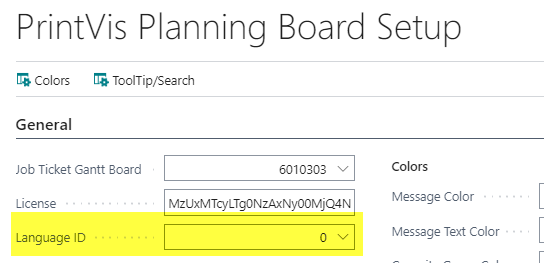 PrintVis Planning Board Setup
Colors ToolTip/Search
General
Job Ticket Gantt Board 6010303
License MzUxMTcyLTg0NzAxNy00MjQ4N
Language ID 0
Colors
Message Color
Message Text Color